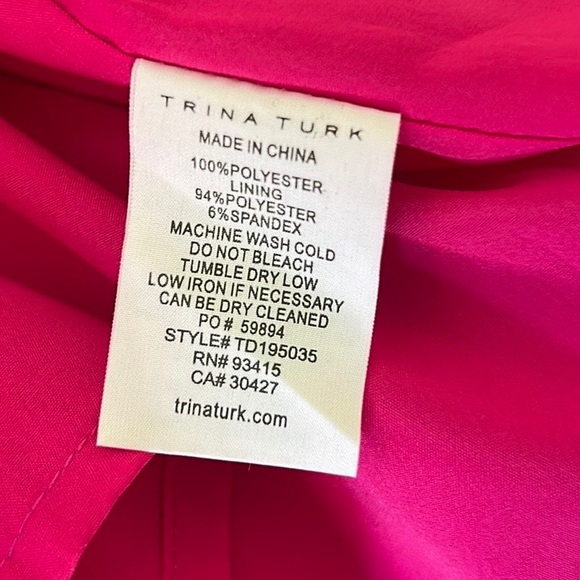 TRINA TURK
MADE IN CHINA
100%POLYESTER
LINING
94%POLYESTER
6%SPANDEX
MACHINE WASH COLD
DO NOT BLEACH
TUMBLE DRY LOW
LOW IRON IF NECESSARY
CAN BE DRY CLEANED
PO# 59894
STYLE# TD195035
RN# 93415
CA# 30427
trinaturk.com